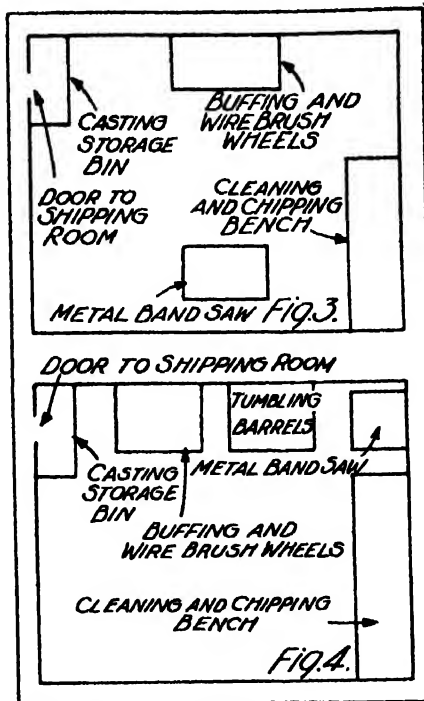 CASTING
STORAGE
BIN
BUFFING AND
WIRE BRUSH
WHEELS
DOOR TO
SHIPPING
ROOM
CLEANING
AND CHIPPING
BENCH
METAL BAND SAW
Fig.3.
DOOR TO SHIPPING ROOM
TUMBLING
BARRELS
METAL BAND SAW
CASTING
STORAGE
BIN
BUFFING AND
WIRE BRUSH WHEELS
CLEANING AND CHIPPING
BENCH
Fig.4.